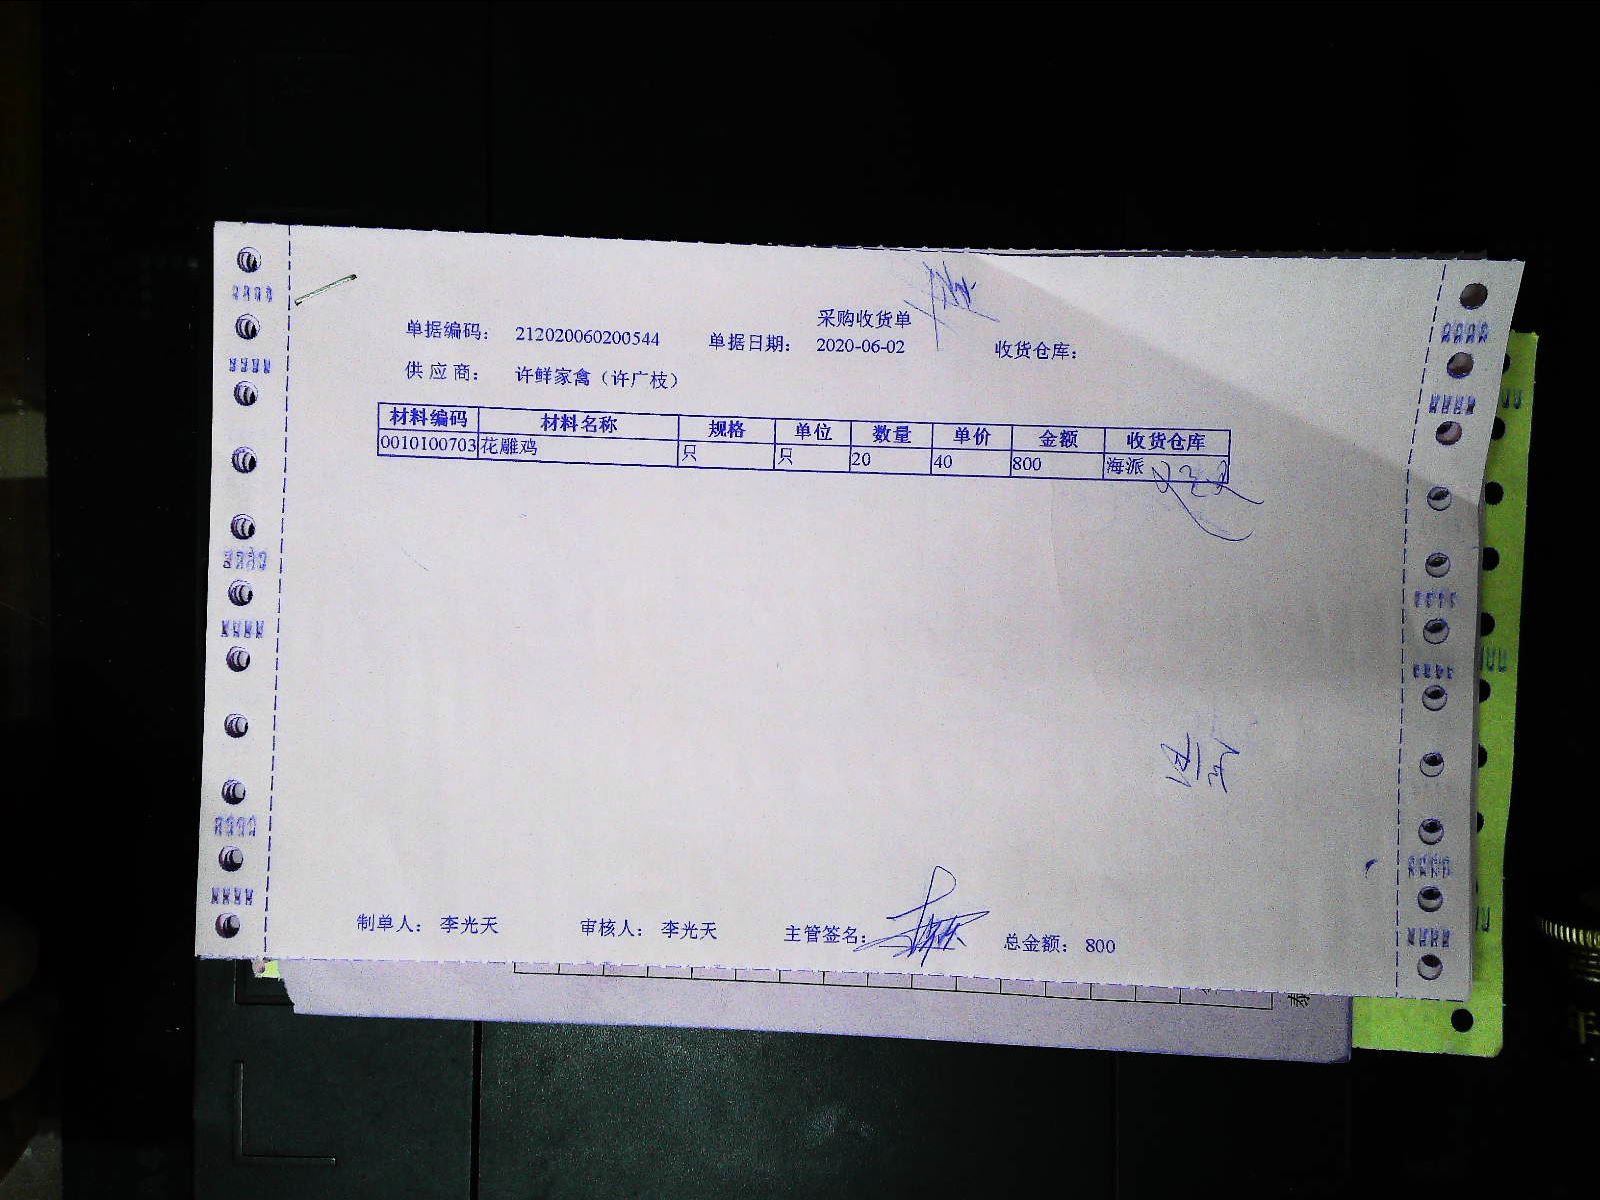 采购收货单
单据编码： 212020060200544 单据日期： 2020-06-02 收货仓库：
供应商： 许鲜家禽（许广枝）
材料编码 材料名称 规格 单位 数量 单价 金额 收货仓库
0010100703 花雕鸡 只 只 20 40 800 海派
制单人： 李光天 审核人： 李光天 主管签名： 总金额： 800